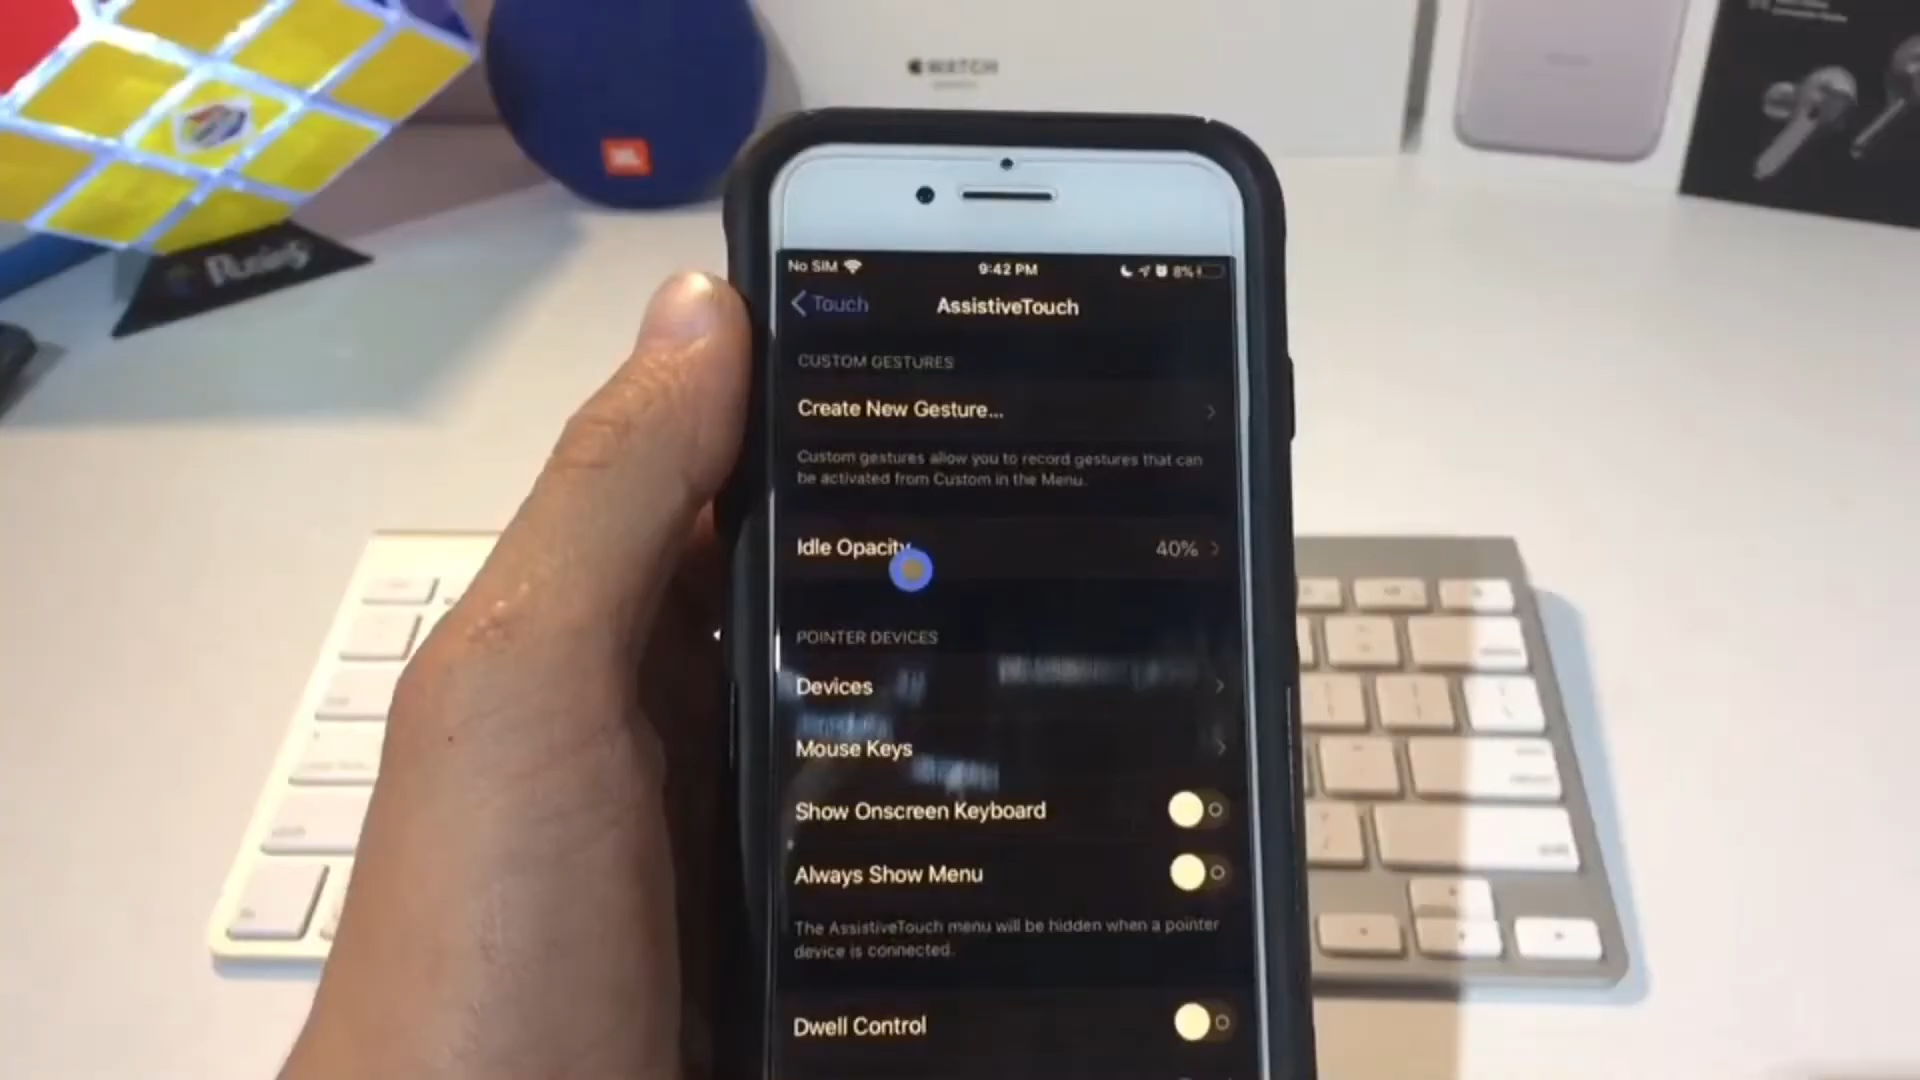 WATCH
JBL
Rubik's
No SIM
9:42 PM
8%
Touch
AssistiveTouch
CUSTOM GESTURES
Create New Gesture...
Custom gestures allow you to record gestures that can
be activated from Custom in the Menu.
Idle Opacity
40%
POINTER DEVICES
Devices
Mouse Keys
Show Onscreen Keyboard
Always Show Menu
The AssistiveTouch menu will be hidden when a pointer
device is connected.
Dwell Control